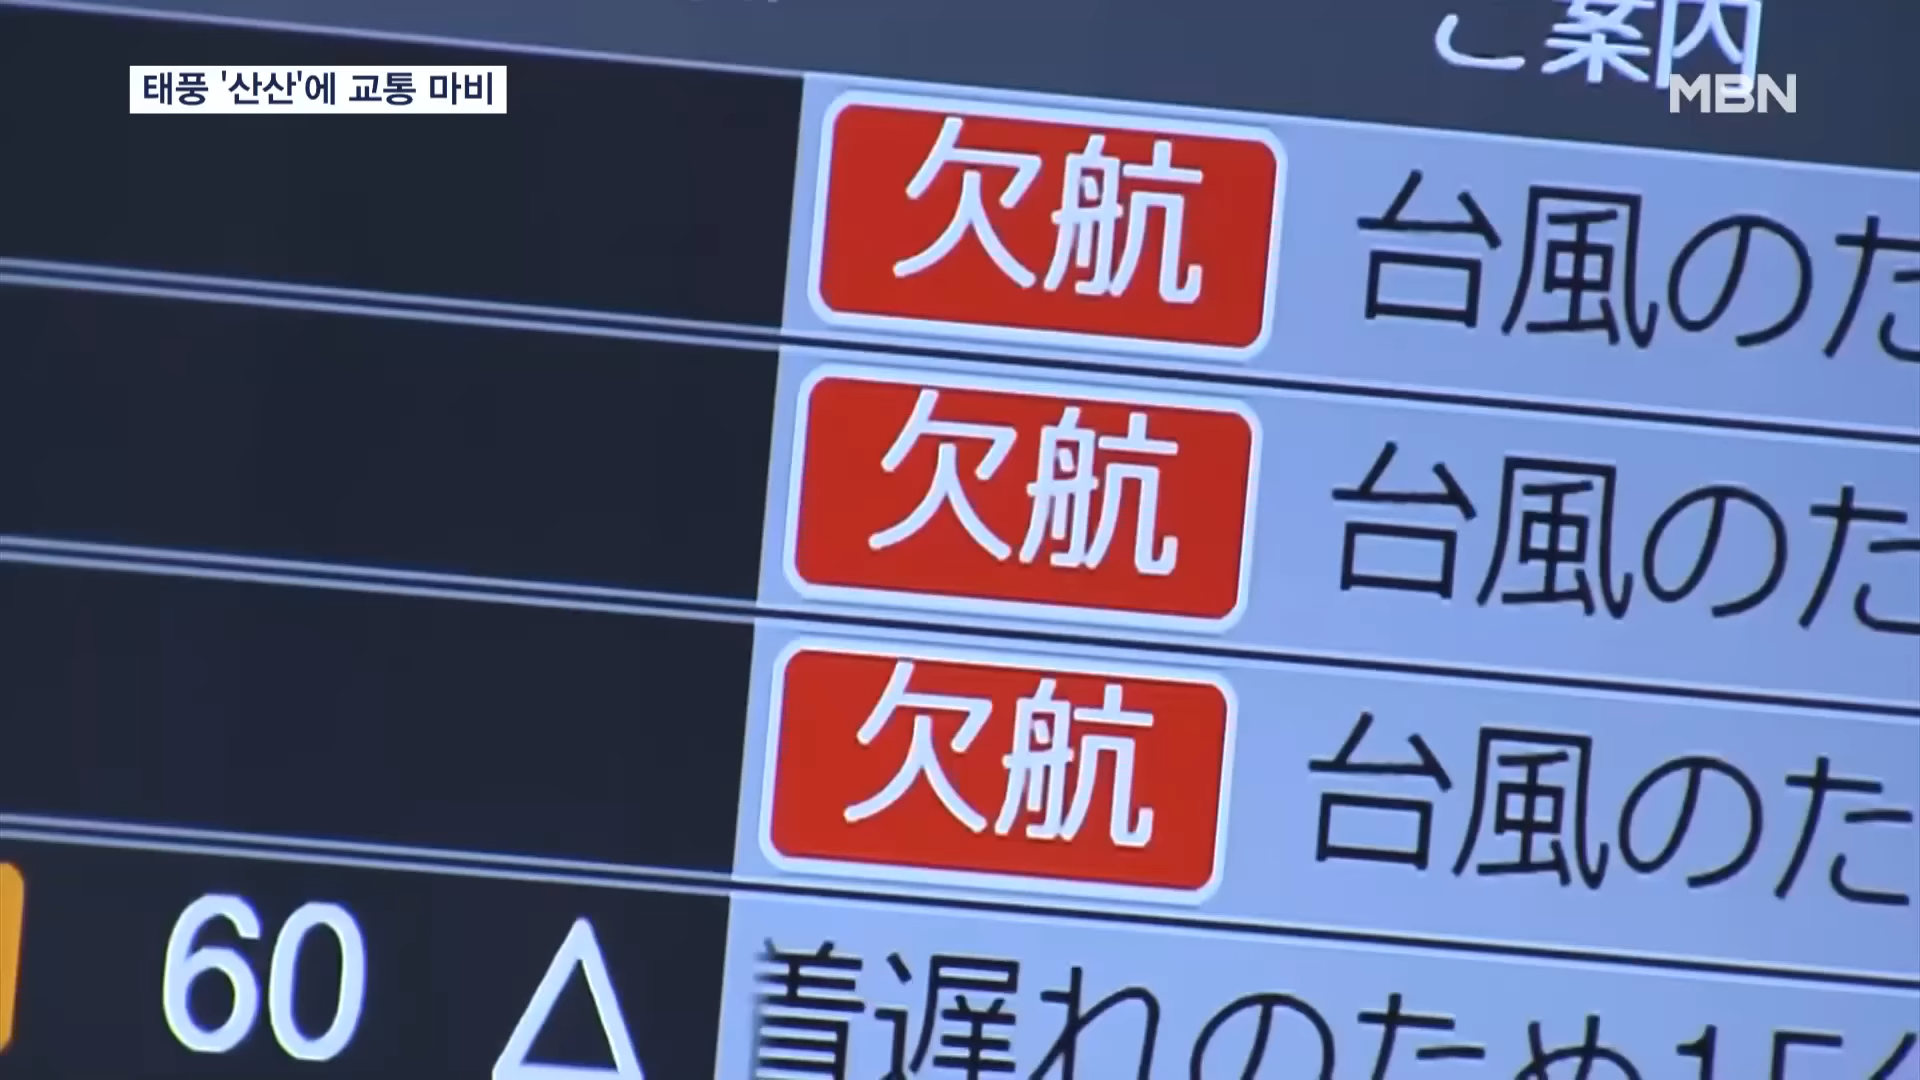 ご案内
태풍 '산산'에 교통 마비
MBN
欠航 台風のた
欠航 台風のた
欠航 台風のた
60 △ 着遅れのため15